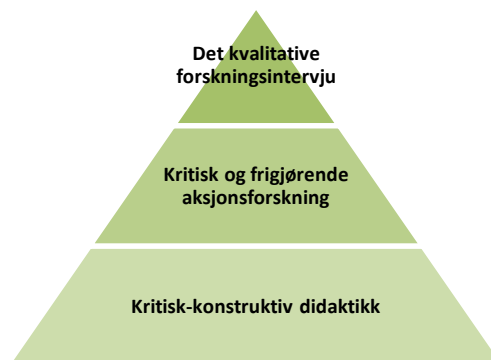 Det kvalitative
forskningsintervju
Kritisk og frigjørende
aksjonsforskning
Kritisk-konstruktiv didaktikk